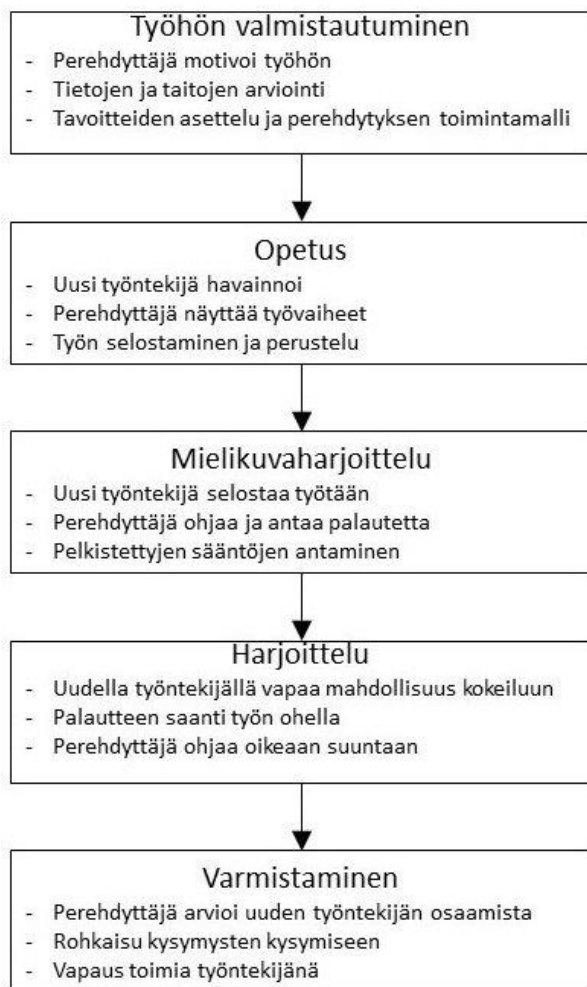 Työhön valmistautuminen
- Perehdyttäjä motivoi työhön
- Tietojen ja taitojen arviointi
- Tavoitteiden asettelu ja perehdytyksen toimintamalli
Opetus
- Uusi työntekijä havainnoi
- Perehdyttäjä näyttää työvaiheet
- Työn selostaminen ja perustelu
Mielikuvaharjoittelu
- Uusi työntekijä selostaa työtään
- Perehdyttäjä ohjaa ja antaa palautetta
- Pelkistettyjen sääntöjen antaminen
Harjoittelu
- Uudella työntekijällä vapaa mahdollisuus kokeiluun
- Palautteen saanti työn ohella
- Perehdyttäjä ohjaa oikeaan suuntaan
Varmistaminen
- Perehdyttäjä arvioi uuden työntekijän osaamista
- Rohkaisu kysymysten kysymiseen
- Vapaus toimia työntekijänä